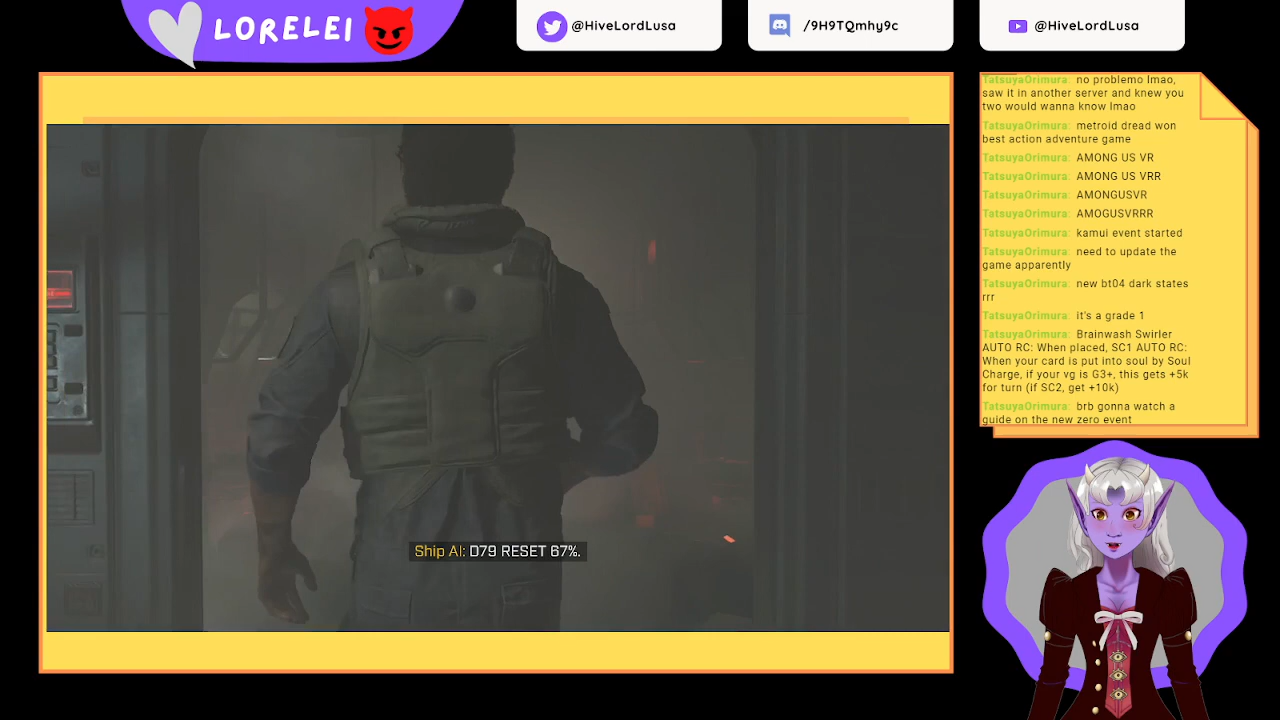 LORELEI
@HiveLordLusa
/9H9TQmhy9c
@HiveLordLusa
TatsuyaOrimura: no problemo lmao,
saw it in another server and knew you
two would wanna know lmao
TatsuyaOrimura: metroid dread won
best action adventure game
TatsuyaOrimura: AMONG US VR
TatsuyaOrimura: AMONG US VRR
TatsuyaOrimura: AMONGUSVR
TatsuyaOrimura: AMOGUSVRRR
TatsuyaOrimura: kamui event started
TatsuyaOrimura: need to update the
game apparently
TatsuyaOrimura: new bt04 dark states
rrr
TatsuyaOrimura: it's a grade 1
TatsuyaOrimura: Brainwash Swirler
AUTO RC: When placed, SC1 AUTO RC:
When your card is put into soul by Soul
Charge, if your vg is G3+, this gets +5k
for turn (if SC2, get +10k)
TatsuyaOrimura: brb gonna watch a
guide on the new zero event
Ship AI: D79 RESET 67%.